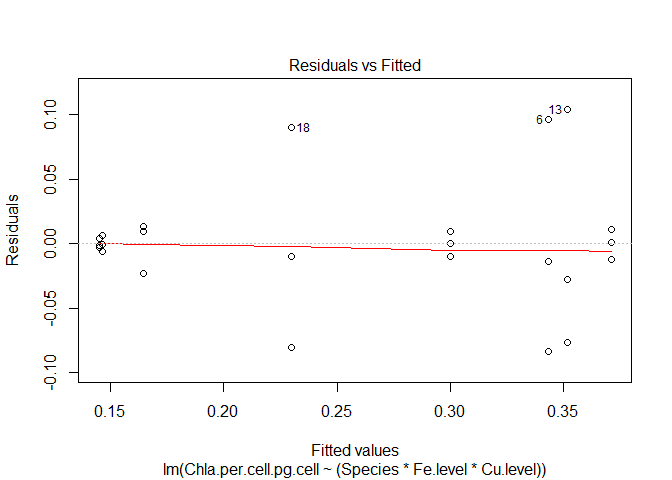 Residuals vs Fitted
Residuals
0.10
0.05
0.00
-0.05
-0.10
13
6
18
0.15 0.20 0.25 0.30 0.35
Fitted values
lm(Chla.per.cell.pg.cell ~ (Species * Fe.level * Cu.level))